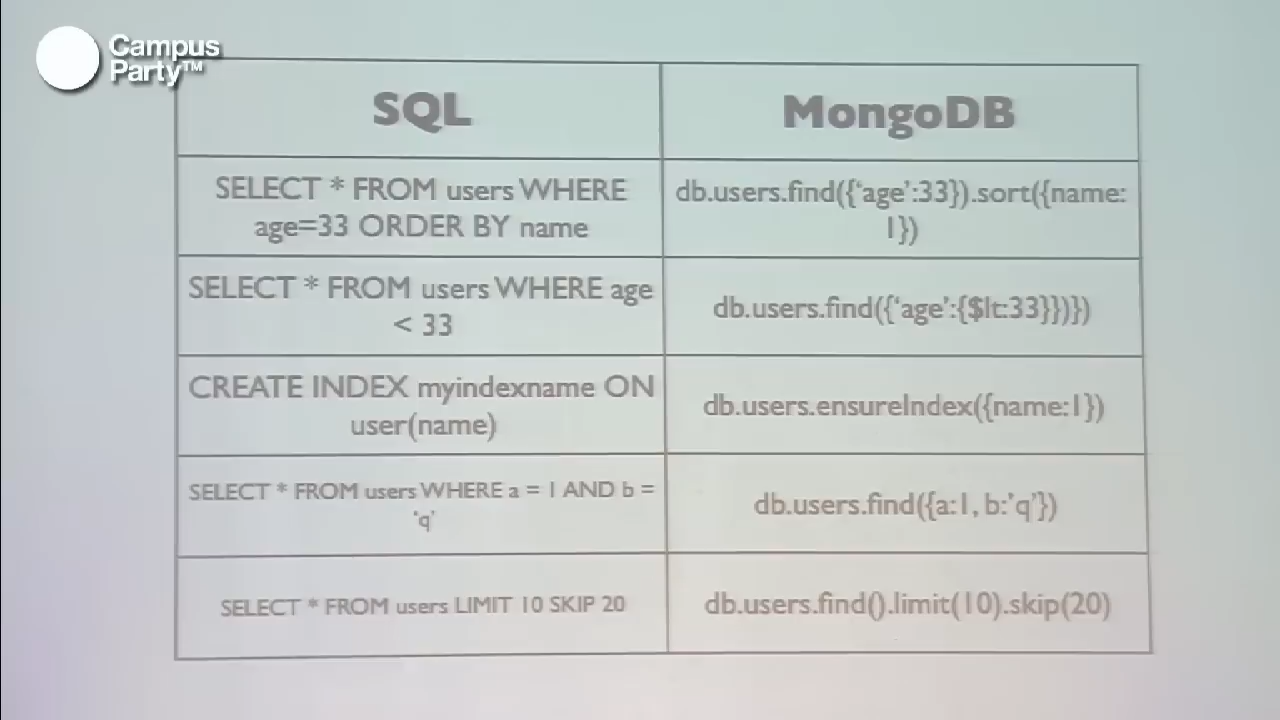 Campus
Party™
SQL
MongoDB
SELECT * FROM users WHERE
age=33 ORDER BY name
db.users.find({‘age’:33}).sort({name:
1})
SELECT * FROM users WHERE age
< 33
db.users.find({‘age’:{$lt:33}})})
CREATE INDEX myindexname ON
user(name)
db.users.ensureIndex({name:1})
SELECT * FROM users WHERE a = 1 AND b =
‘q’
db.users.find({a:1, b:’q’})
SELECT * FROM users LIMIT 10 SKIP 20
db.users.find().limit(10).skip(20)